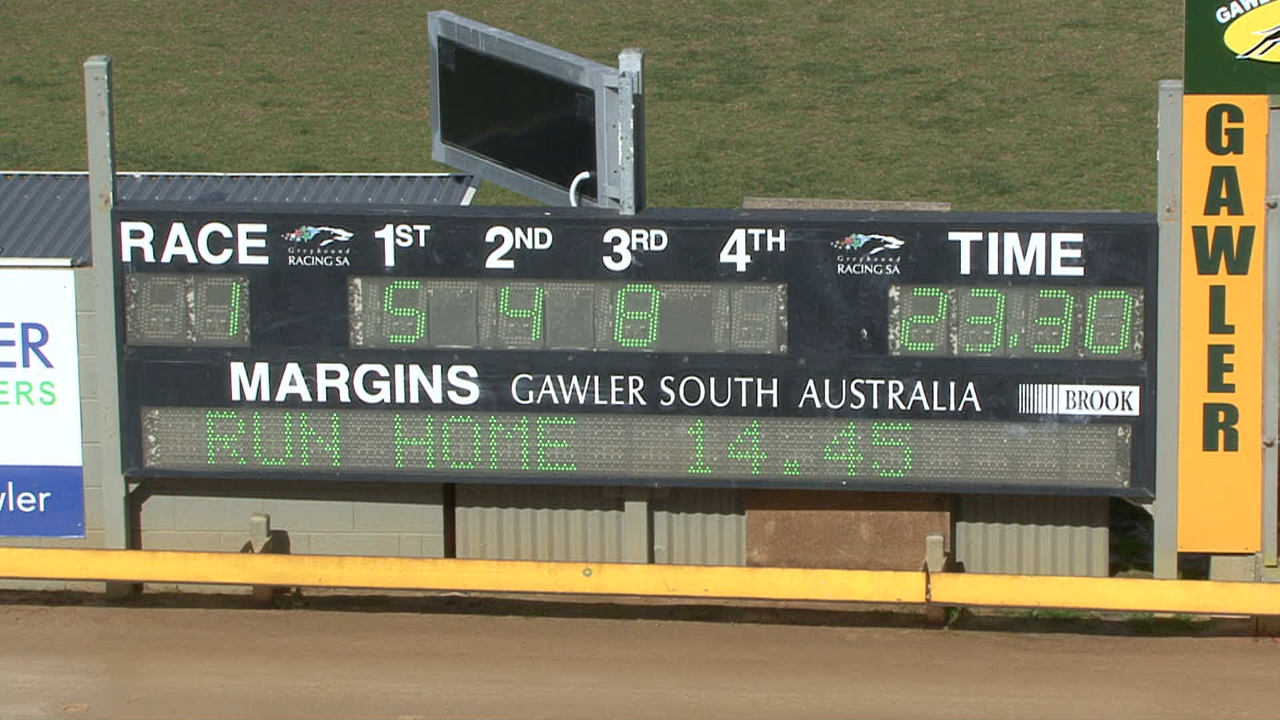 GAWL
RACE 1ST 2ND 3RD 4TH TIME
Greyhound
RACING SA
Greyhound
RACING SA
1 5 4 8 23.30
MARGINS GAWLER SOUTH AUSTRALIA BROOK
RUN HOME 14.45
GAWLER
ER
ERS
wler